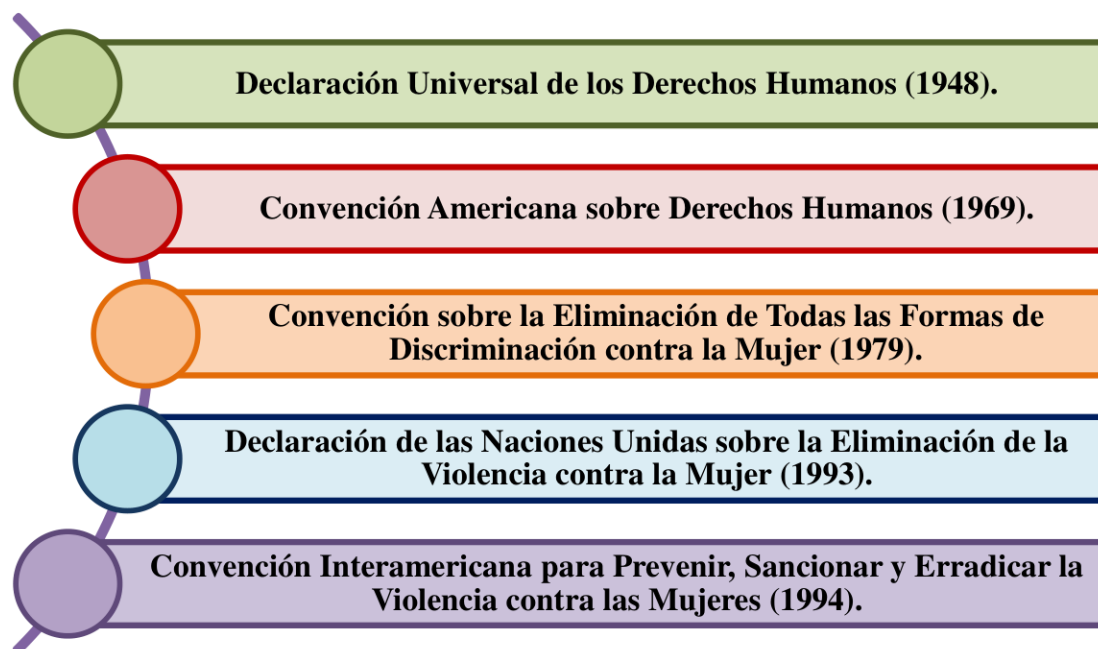 Declaración Universal de los Derechos Humanos (1948).
Convención Americana sobre Derechos Humanos (1969).
Convención sobre la Eliminación de Todas las Formas de
Discriminación contra la Mujer (1979).
Declaración de las Naciones Unidas sobre la Eliminación de la
Violencia contra la Mujer (1993).
Convención Interamericana para Prevenir, Sancionar y Erradicar la
Violencia contra las Mujeres (1994).